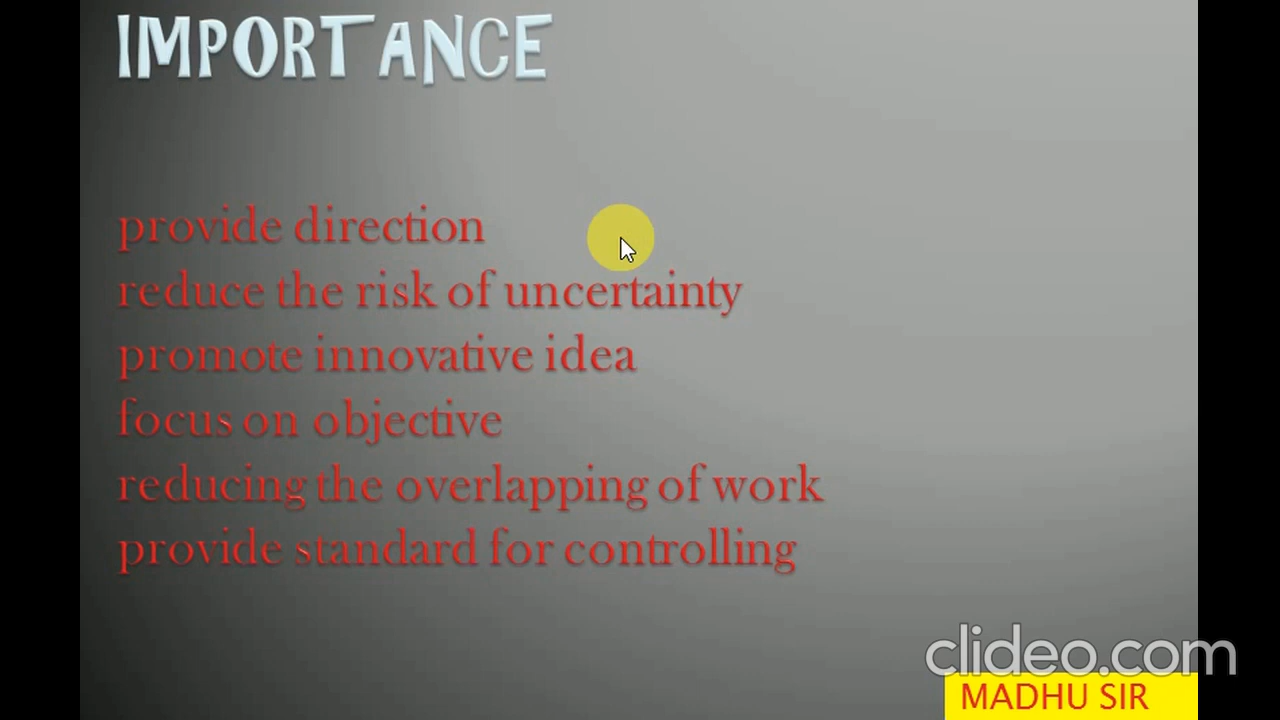 IMPORTANCE
provide direction
reduce the risk of uncertainty
promote innovative idea
focus on objective
reducing the overlapping of work
provide standard for controlling
clideo.com
MADHU SIR